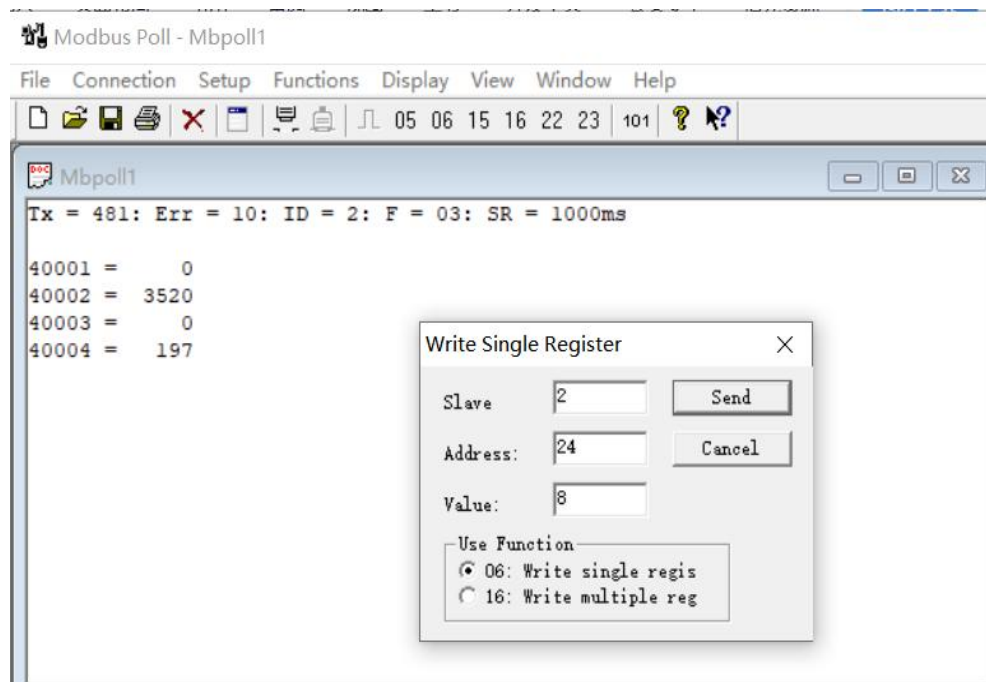 Modbus Poll - Mbpoll1
File Connection Setup Functions Display View Window Help
05 06 15 16 22 23 101
Mbpoll1
Tx = 481: Err = 10: ID = 2: F = 03: SR = 1000ms
40001 = 0
40002 = 3520
40003 = 0
40004 = 197
Write Single Register
Slave 2 Send
Address: 24 Cancel
Value: 8
Use Function
06: Write single regis
16: Write multiple reg